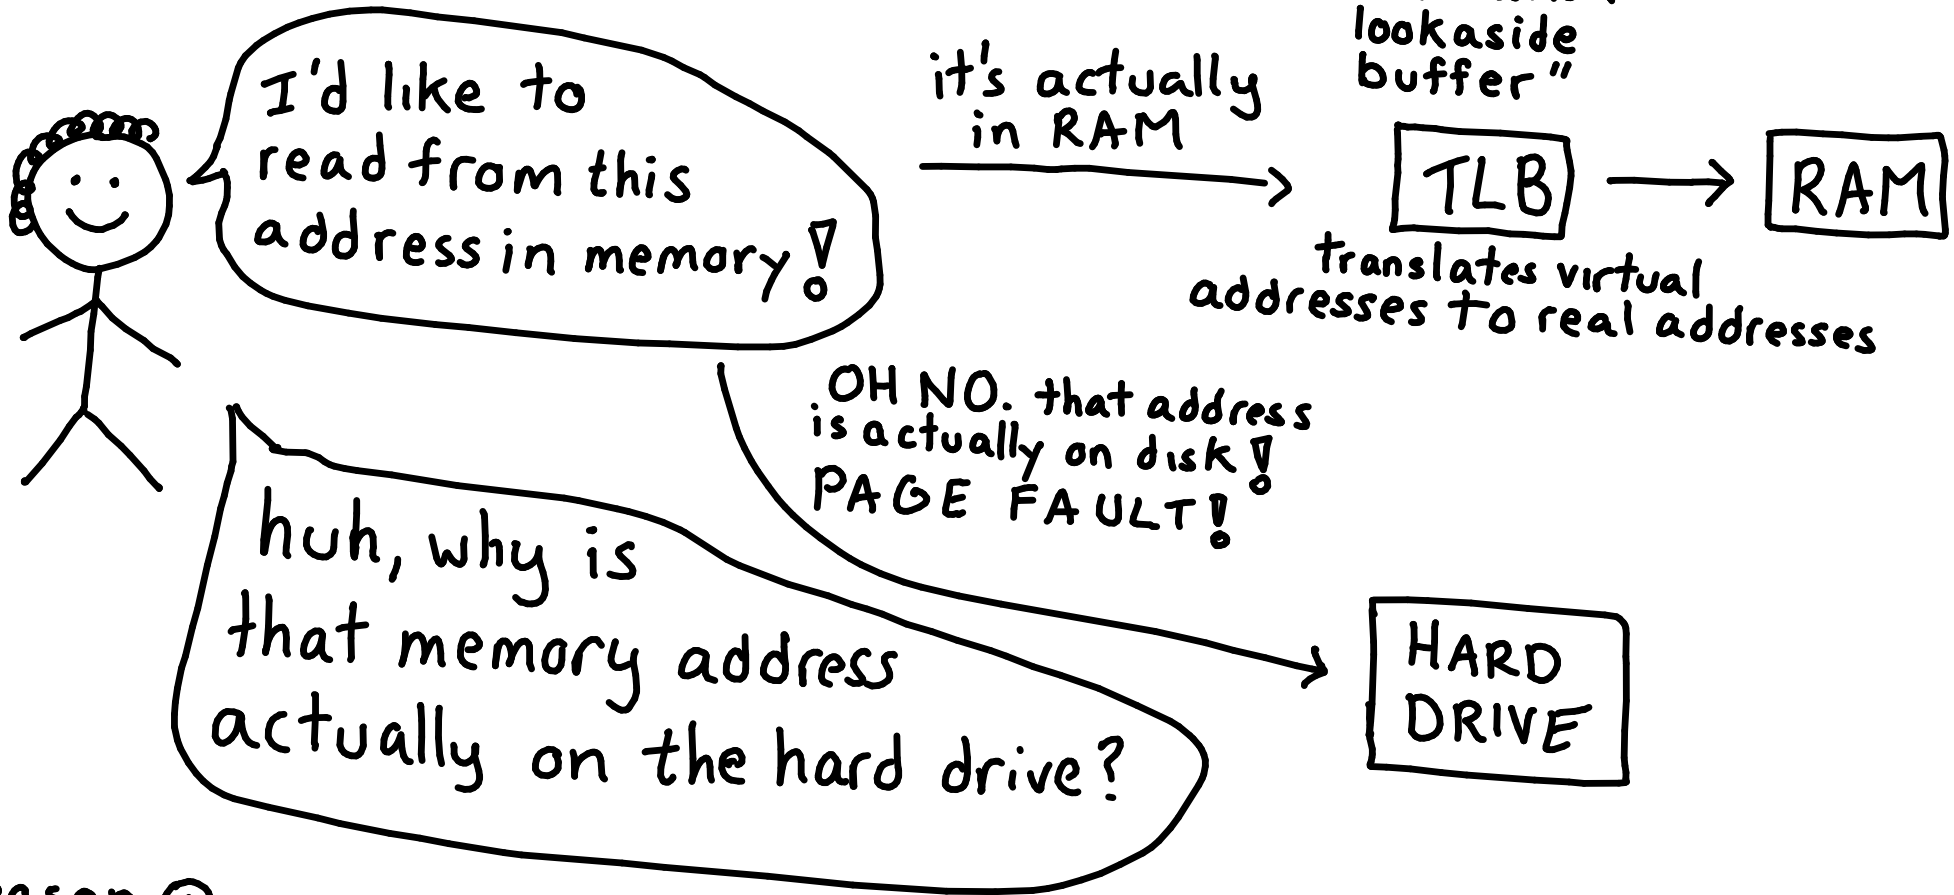 I'd like to
read from this
address in memory!
it's actually
in RAM
lookaside
buffer"
TLB
RAM
translates virtual
addresses to real addresses
OH NO. that address
is actually on disk!
PAGE FAULT!
huh, why is
that memory address
actually on the hard drive?
HARD
DRIVE